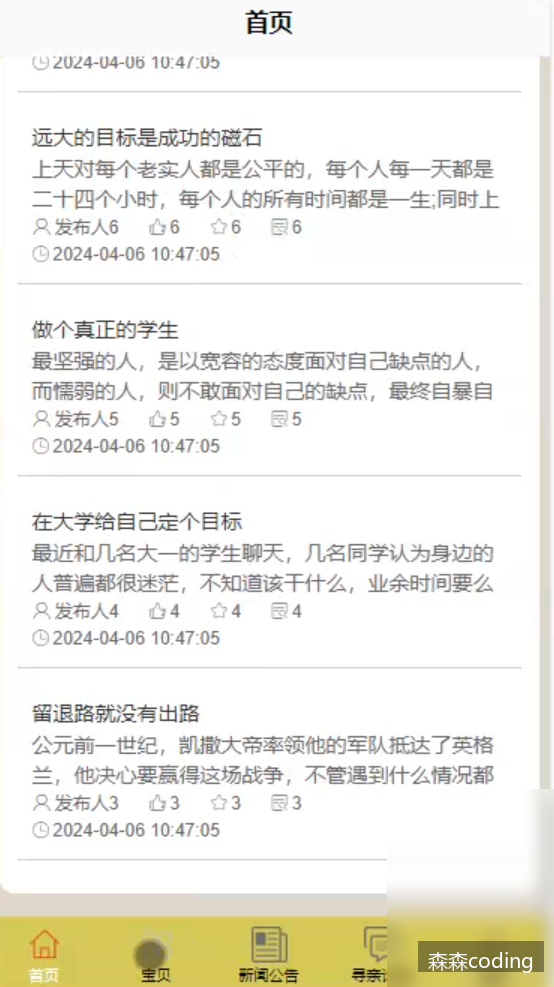 首页
2024-04-06 10:47:05
远大的目标是成功的磁石
上天对每个老实人都是公平的，每个人每一天都是
二十四个小时，每个人的所有时间都是一生;同时上
发布人6 6 6 6
2024-04-06 10:47:05
做个真正的学生
最坚强的人，是以宽容的态度面对自己缺点的人，
而懦弱的人，则不敢面对自己的缺点，最终自暴自
发布人5 5 5 5
2024-04-06 10:47:05
在大学给自己定个目标
最近和几名大一的学生聊天，几名同学认为身边的
人普遍都很迷茫，不知道该干什么，业余时间要么
发布人4 4 4 4
2024-04-06 10:47:05
留退路就没有出路
公元前一世纪，凯撒大帝率领他的军队抵达了英格
兰，他决心要赢得这场战争，不管遇到什么情况都
发布人3 3 3 3
2024-04-06 10:47:05
首页 宝贝 新闻公告 寻亲
森森coding